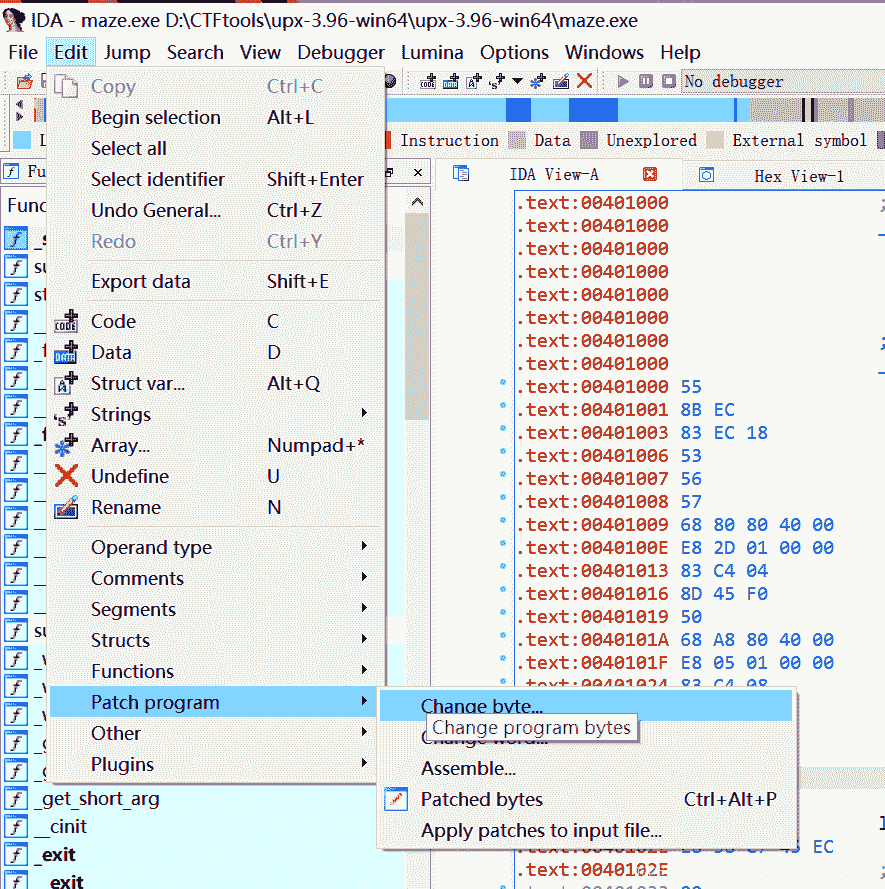 IDA - maze.exe D:\CTFtools\upx-3.96-win64\upx-3.96-win64\maze.exe
File Edit Jump Search View Debugger Lumina Options Windows Help
No debugger
Instruction Data Unexplored External symbol
IDA View-A Hex View-1
Copy Ctrl+C
Begin selection Alt+L
Select all
Select identifier Shift+Enter
Undo General... Ctrl+Z
Redo Ctrl+Y
Export data Shift+E
Code C
Data D
Struct var... Alt+Q
Strings
Array... Numpad+*
Undefine U
Rename N
Operand type
Comments
Segments
Structs
Functions
Patch program
Other
Plugins
Change byte...
Change program bytes
Assemble...
Patched bytes Ctrl+Alt+P
Apply patches to input file...
_get_short_arg
__cinit
_exit
__exit
.text:00401000
.text:00401000
.text:00401000
.text:00401000
.text:00401000
.text:00401000
.text:00401000
.text:00401000
.text:00401000 55
.text:00401001 8B EC
.text:00401003 83 EC 18
.text:00401006 53
.text:00401007 56
.text:00401008 57
.text:00401009 68 80 80 40 00
.text:0040100E E8 2D 01 00 00
.text:00401013 83 C4 04
.text:00401016 8D 45 F0
.text:00401019 50
.text:0040101A 68 A8 80 40 00
.text:0040101F E8 05 01 00 00
.text:00401024 83 C4 08
.text:0040102E